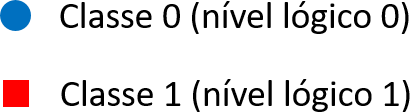 Classe 0 (nível lógico 0)
Classe 1 (nível lógico 1)